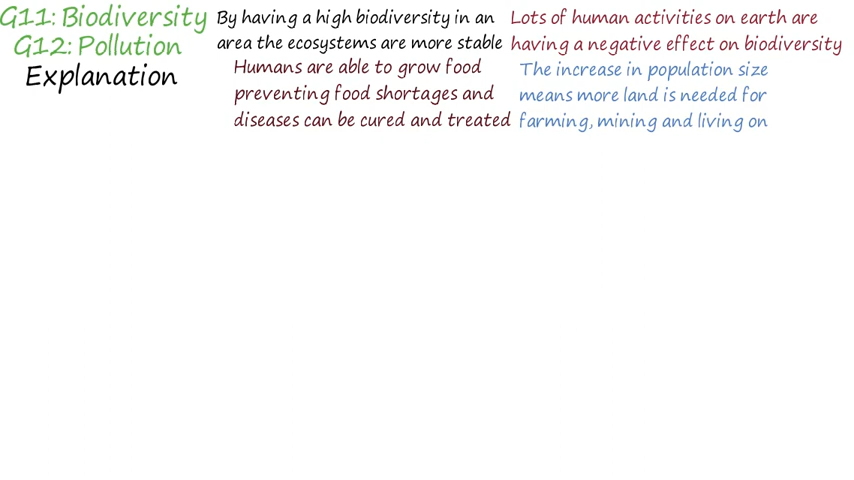 G11: Biodiversity
G12: Pollution
Explanation
By having a high biodiversity in an
area the ecosystems are more stable
Humans are able to grow food
preventing food shortages and
diseases can be cured and treated
Lots of human activities on earth are
having a negative effect on biodiversity
The increase in population size
means more land is needed for
farming, mining and living on